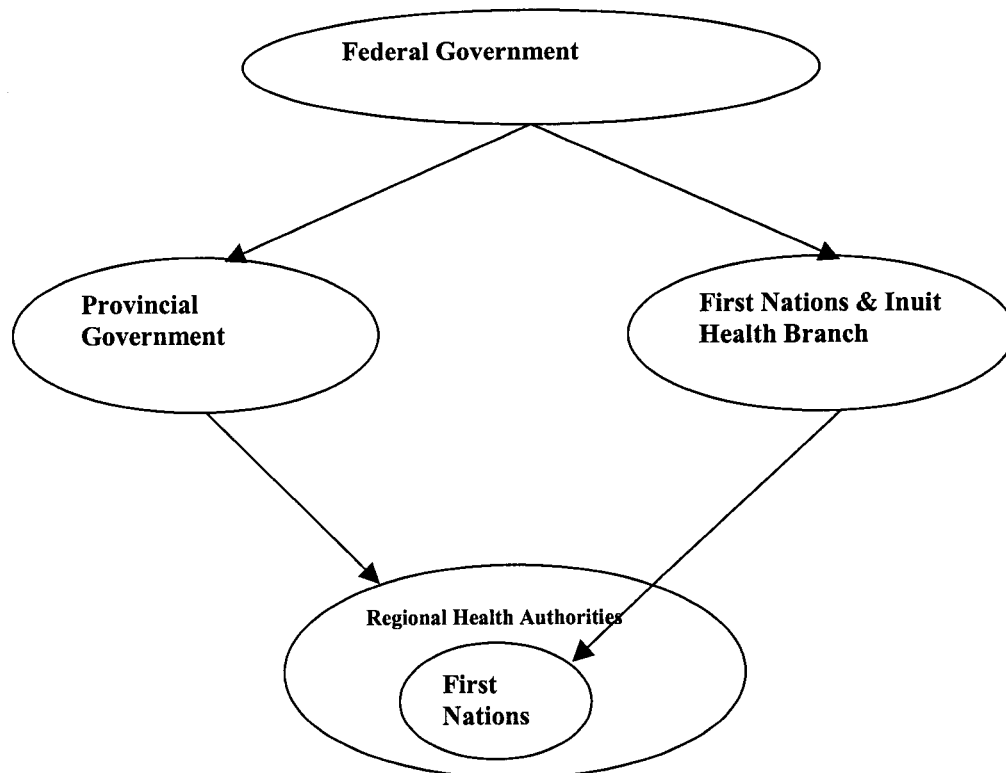 Federal Government
Provincial
Government
First Nations & Inuit
Health Branch
Regional Health Authorities
First
Nations